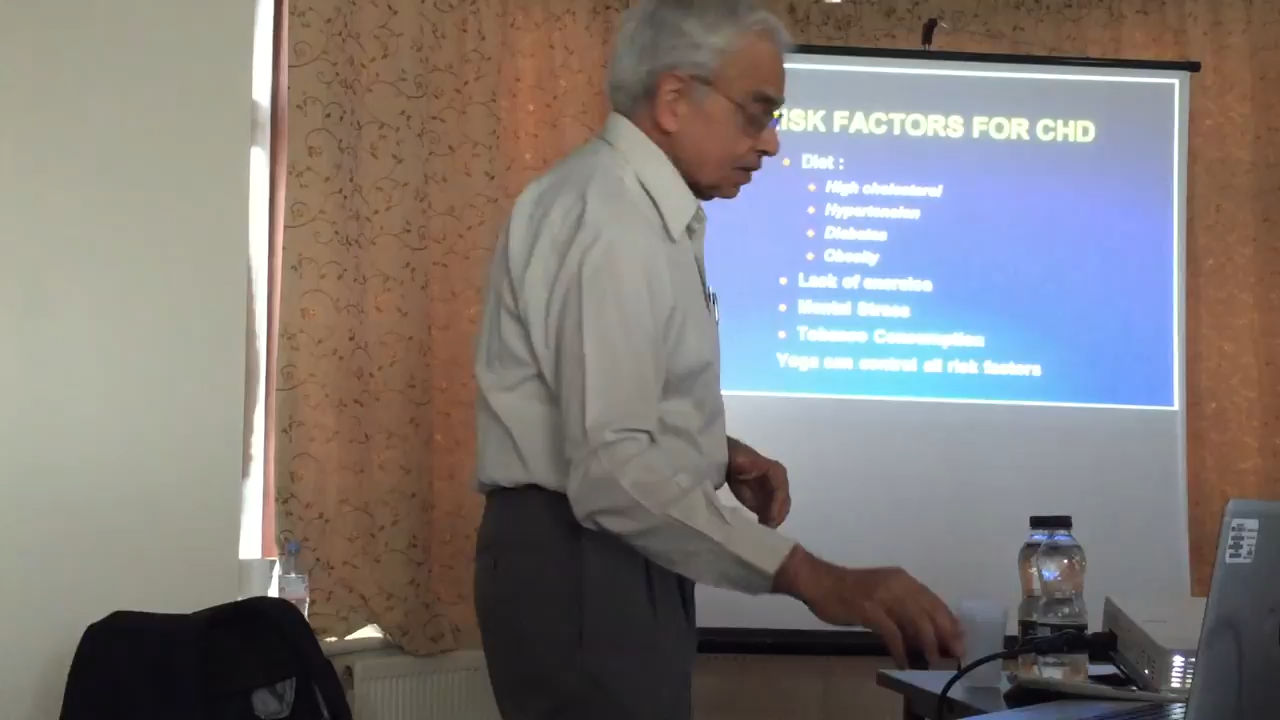 ISK FACTORS FOR CHD
Diet :
High cholesterol
Hypertension
Diabetes
Obesity
Lack of exercise
Mental Stress
Tobacco Consumption
Yoga can control all risk factors